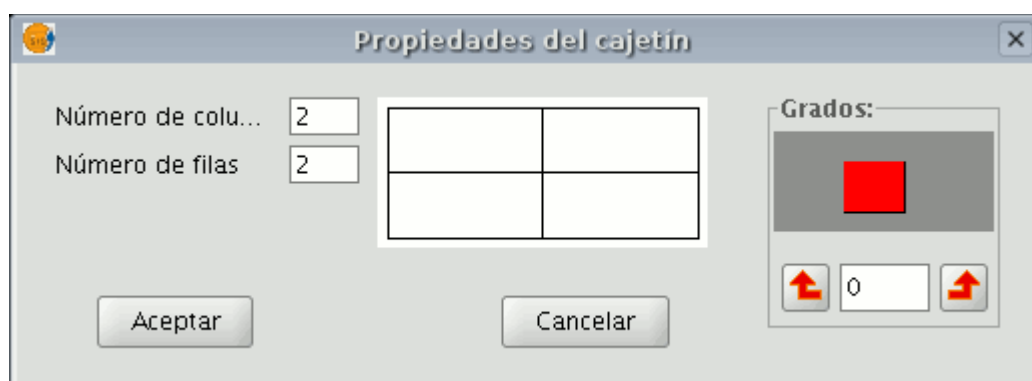 Propiedades del cajetín
Número de colu... 2
Número de filas 2
Grados:
0
Aceptar
Cancelar